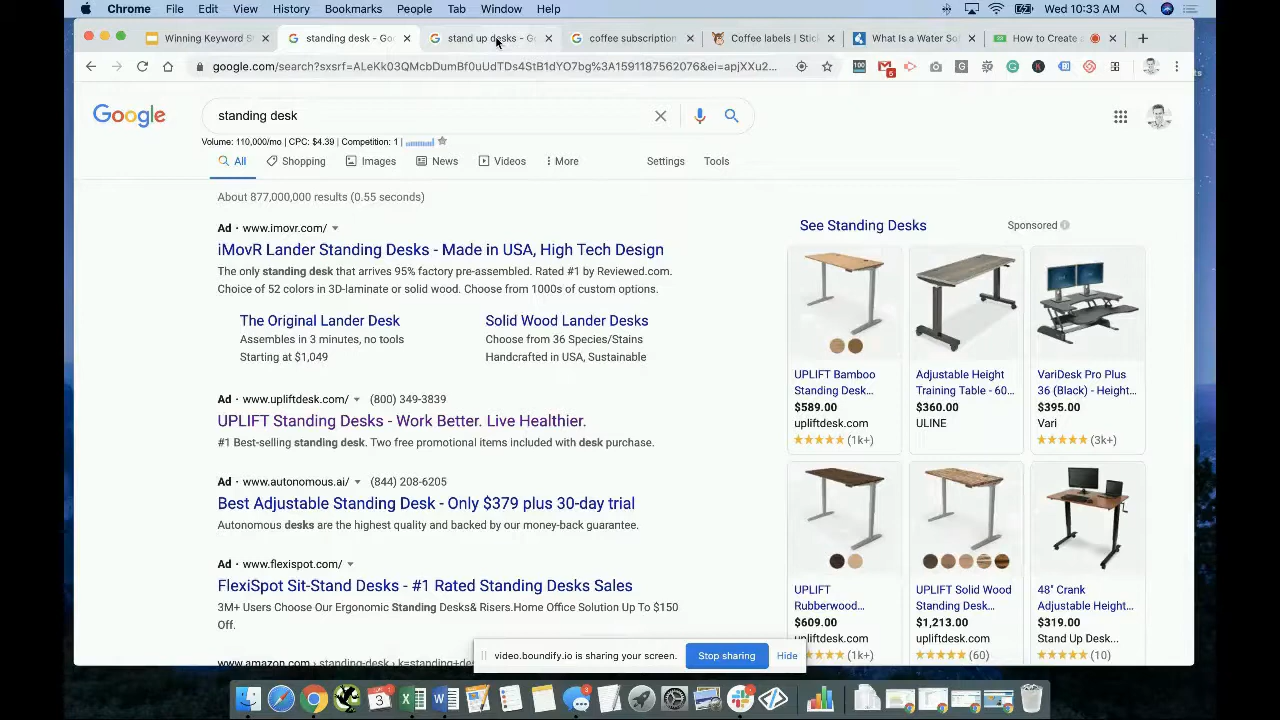 Chrome File Edit View History Bookmarks People Tab Window Help Wed 10:33 AM
Winning Keyword S standing desk - Go stand up desk - Go coffee subscription Coffee labels | Stick What Is a Water So How to Create a
google.com/search?sxsrf=ALeKk03QMcbDumBf0uUdTe4StB1dYO7bg%3A1591187562076&ei=apjXXu2...
Google
standing desk
Volume: 110,000/mo | CPC: $4.39 | Competition: 1 |
All Shopping Images News Videos More Settings Tools
About 877,000,000 results (0.55 seconds)
Ad · www.imovr.com/
iMovR Lander Standing Desks - Made in USA, High Tech Design
The only standing desk that arrives 95% factory pre-assembled. Rated #1 by Reviewed.com.
Choice of 52 colors in 3D-laminate or solid wood. Choose from 1000s of custom options.
The Original Lander Desk
Assembles in 3 minutes, no tools
Starting at $1,049
Solid Wood Lander Desks
Choose from 36 Species/Stains
Handcrafted in USA, Sustainable
Ad · www.upliftdesk.com/ (800) 349-3839
UPLIFT Standing Desks - Work Better. Live Healthier.
#1 Best-selling standing desk. Two free promotional items included with desk purchase.
Ad · www.autonomous.ai/ (844) 208-6205
Best Adjustable Standing Desk - Only $379 plus 30-day trial
Autonomous desks are the highest quality and backed by our money-back guarantee.
Ad · www.flexispot.com/
FlexiSpot Sit-Stand Desks - #1 Rated Standing Desks Sales
3M+ Users Choose Our Ergonomic Standing Desks& Risers.Home Office Solution Up To $150
Off.
www.amazon.com › standing-desk › k=standing+des
See Standing Desks Sponsored
UPLIFT Bamboo
Standing Desk...
$589.00
upliftdesk.com
(1k+)
Adjustable Height
Training Table - 60...
$360.00
ULINE
VariDesk Pro Plus
36 (Black) - Height...
$395.00
Vari
(3k+)
UPLIFT
Rubberwood...
$609.00
upliftdesk.com
(1k+)
UPLIFT Solid Wood
Standing Desk...
$1,213.00
upliftdesk.com
(60)
48" Crank
Adjustable Height...
$319.00
Stand Up Desk...
(10)
video.boundify.io is sharing your screen. Stop sharing Hide